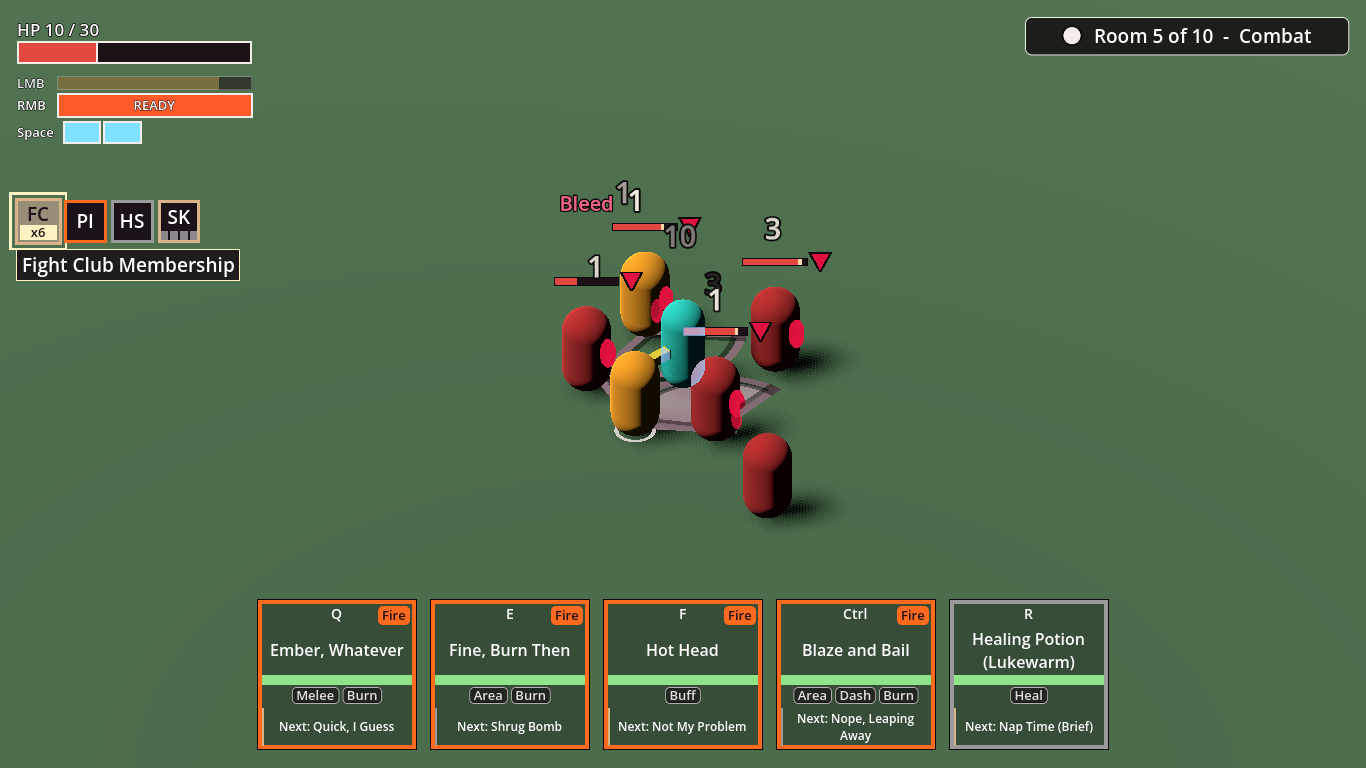 HP 10 / 30
Room 5 of 10 - Combat
LMB
RMB READY
Space
FC PI HS SK
x6
Fight Club Membership
Bleed 1 1
10
3
1
3
1
Q Fire
Ember, Whatever
Melee Burn
Next: Quick, I Guess
E Fire
Fine, Burn Then
Area Burn
Next: Shrug Bomb
F Fire
Hot Head
Buff
Next: Not My Problem
Ctrl Fire
Blaze and Bail
Area Dash Burn
Next: Nope, Leaping
Away
R
Healing Potion
(Lukewarm)
Heal
Next: Nap Time (Brief)